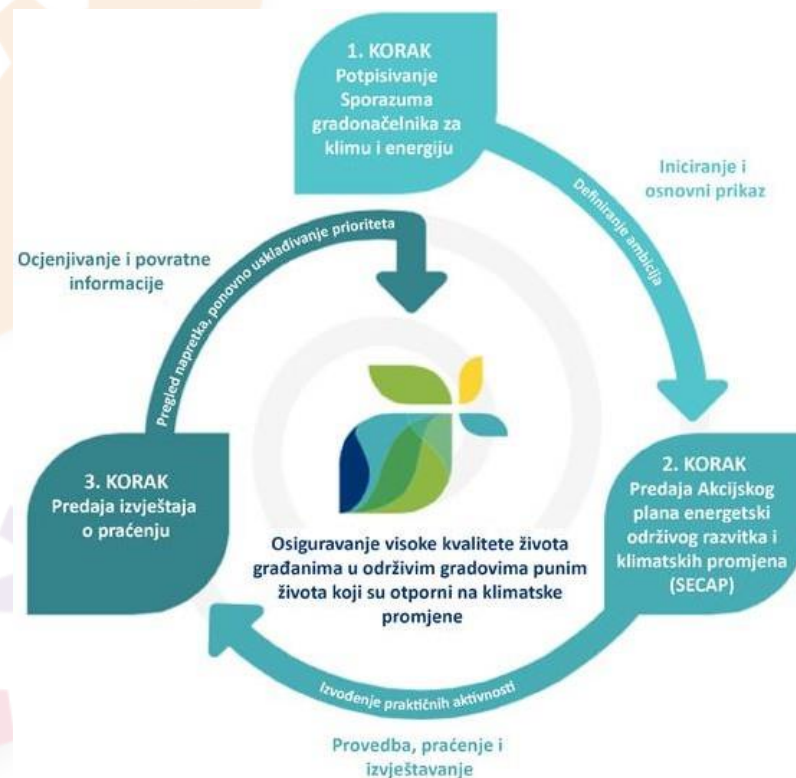 1. KORAK
Potpisivanje
Sporazuma
gradonačelnika za
klimu i energiju
Definiranje ambicija
Iniciranje i
osnovni prikaz
2. KORAK
Predaja Akcijskog
plana energetski
održivog razvitka i
klimatskih promjena
(SECAP)
Izvođenje praktičnih aktivnosti
Provedba, praćenje i
izvještavanje
3. KORAK
Predaja izvještaja
o praćenju
Pregled napretka, ponovno usklađivanje prioriteta
Ocjenjivanje i povratne
informacije
Osiguravanje visoke kvalitete života
građanima u održivim gradovima punim
života koji su otporni na klimatske
promjene